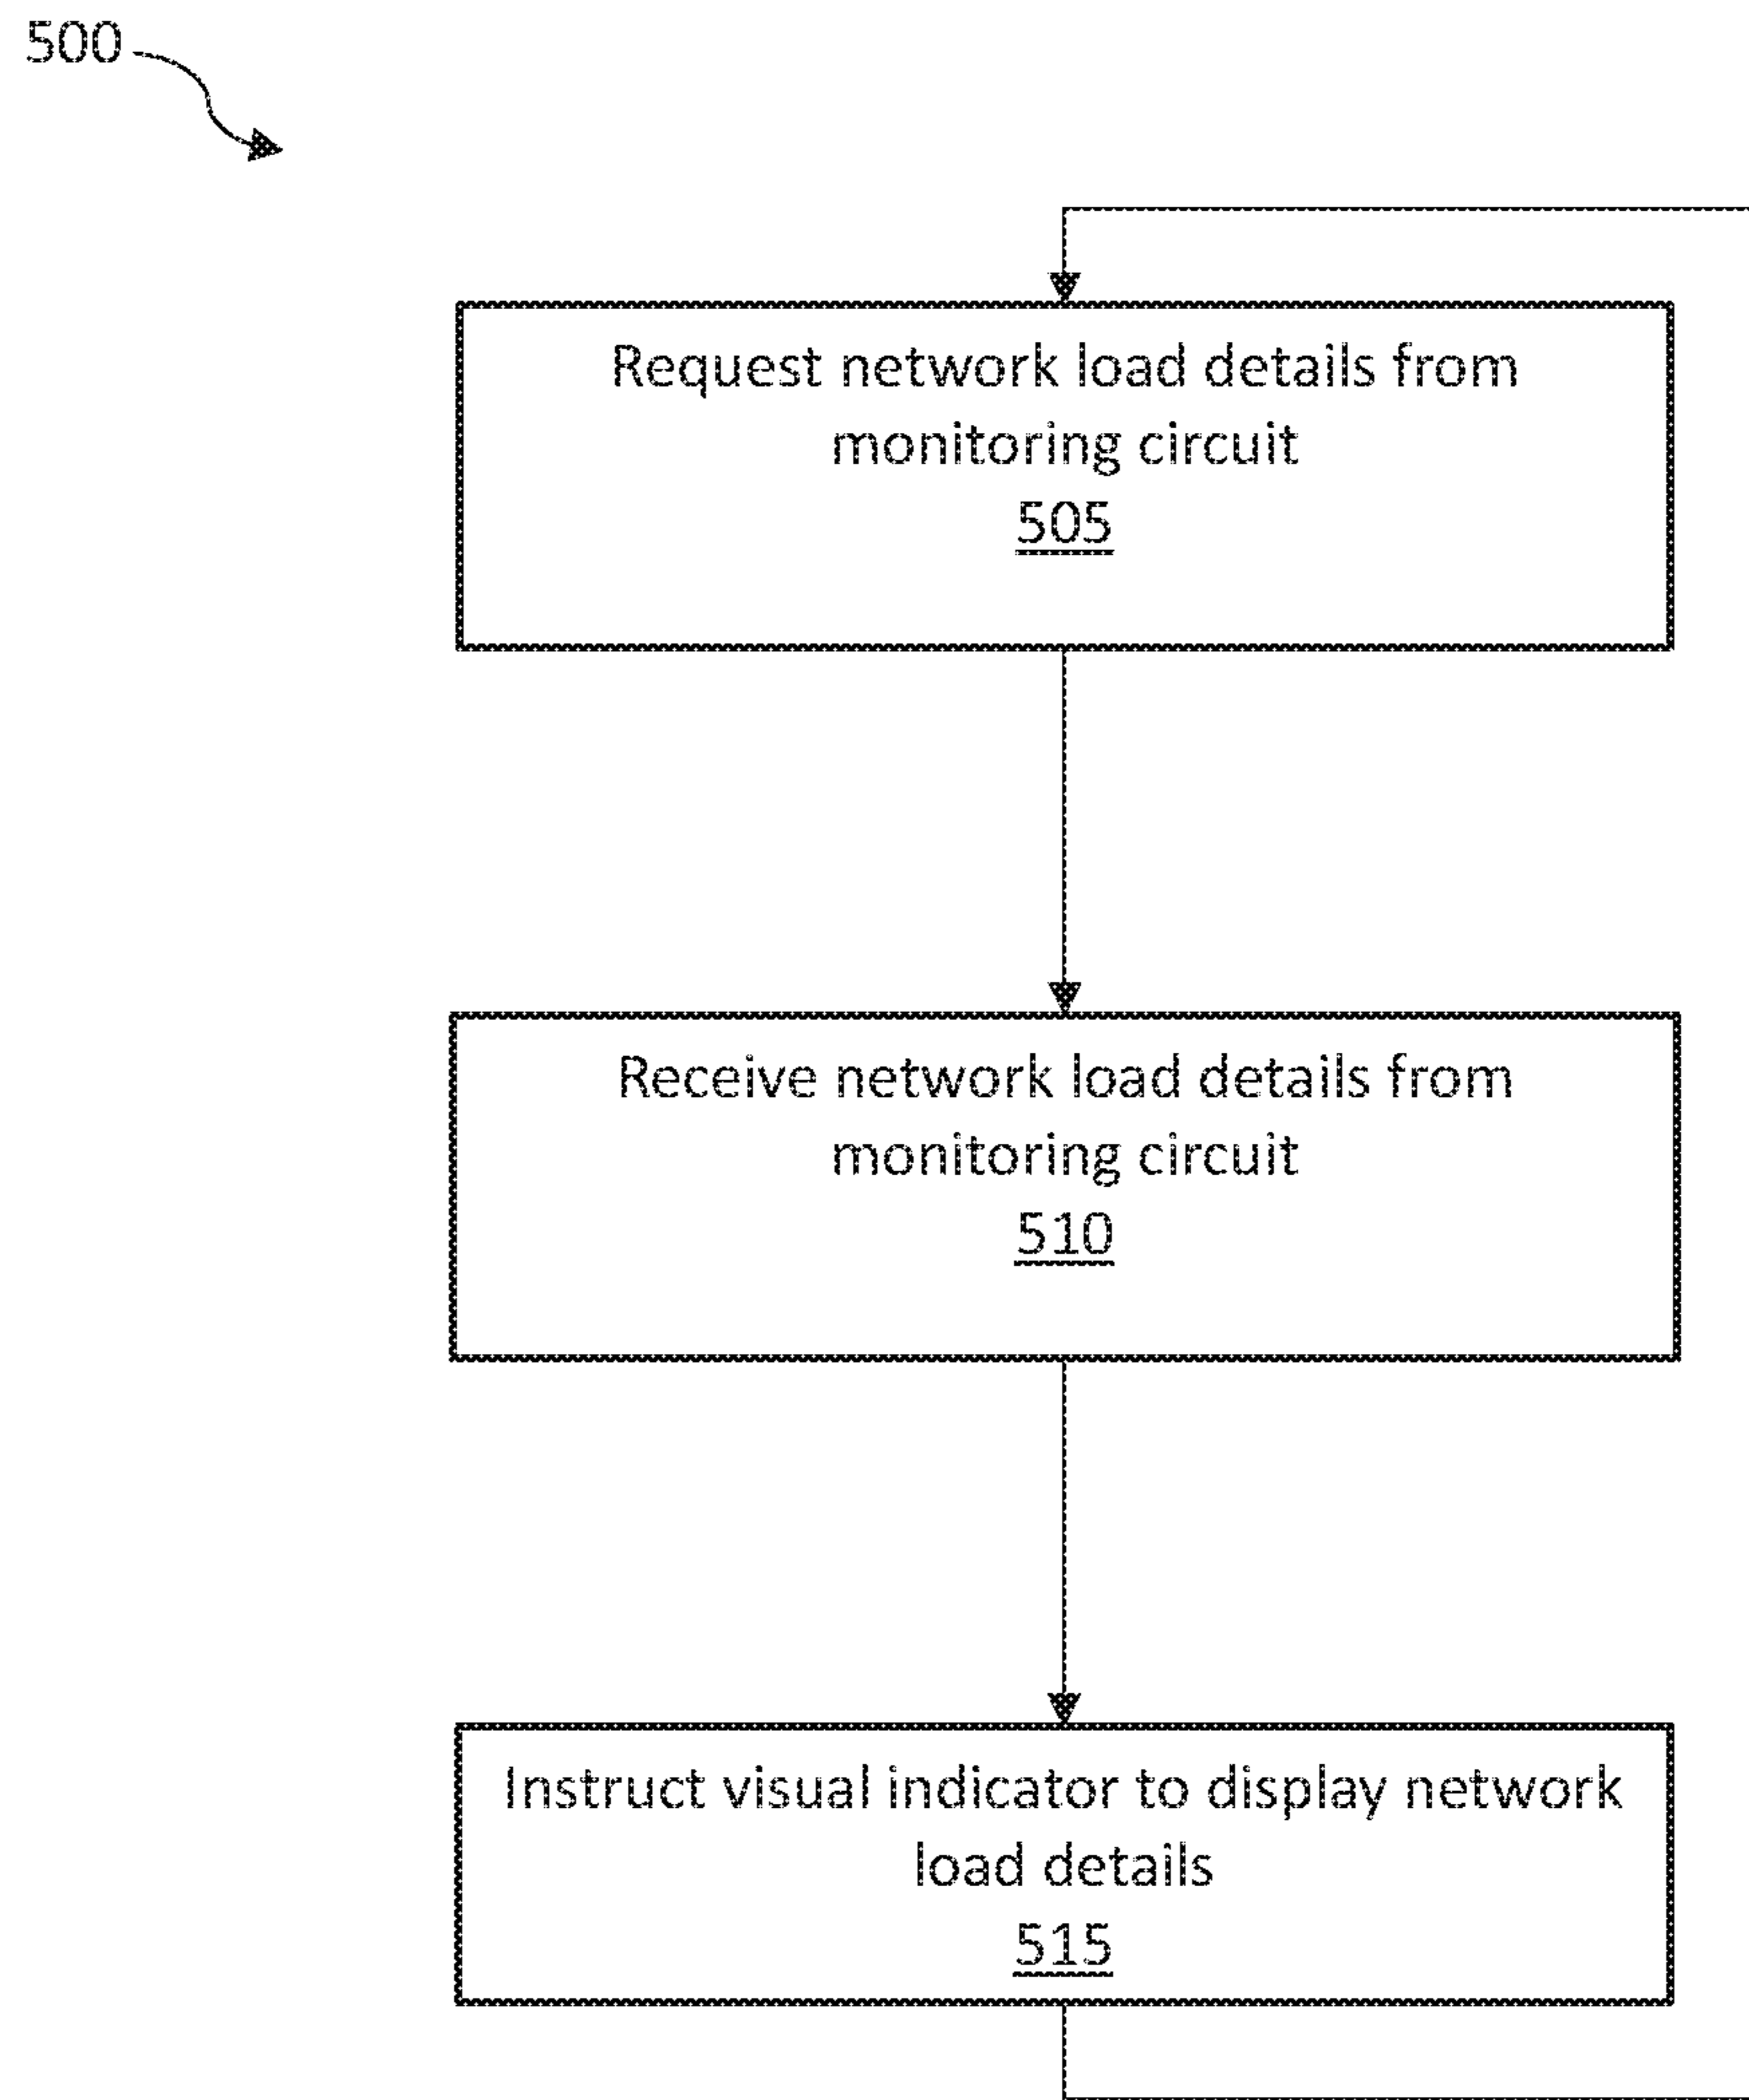 500
Request network load details from
monitoring circuit
505
Receive network load details from
monitoring circuit
510
Instruct visual indicator to display network
load details
515